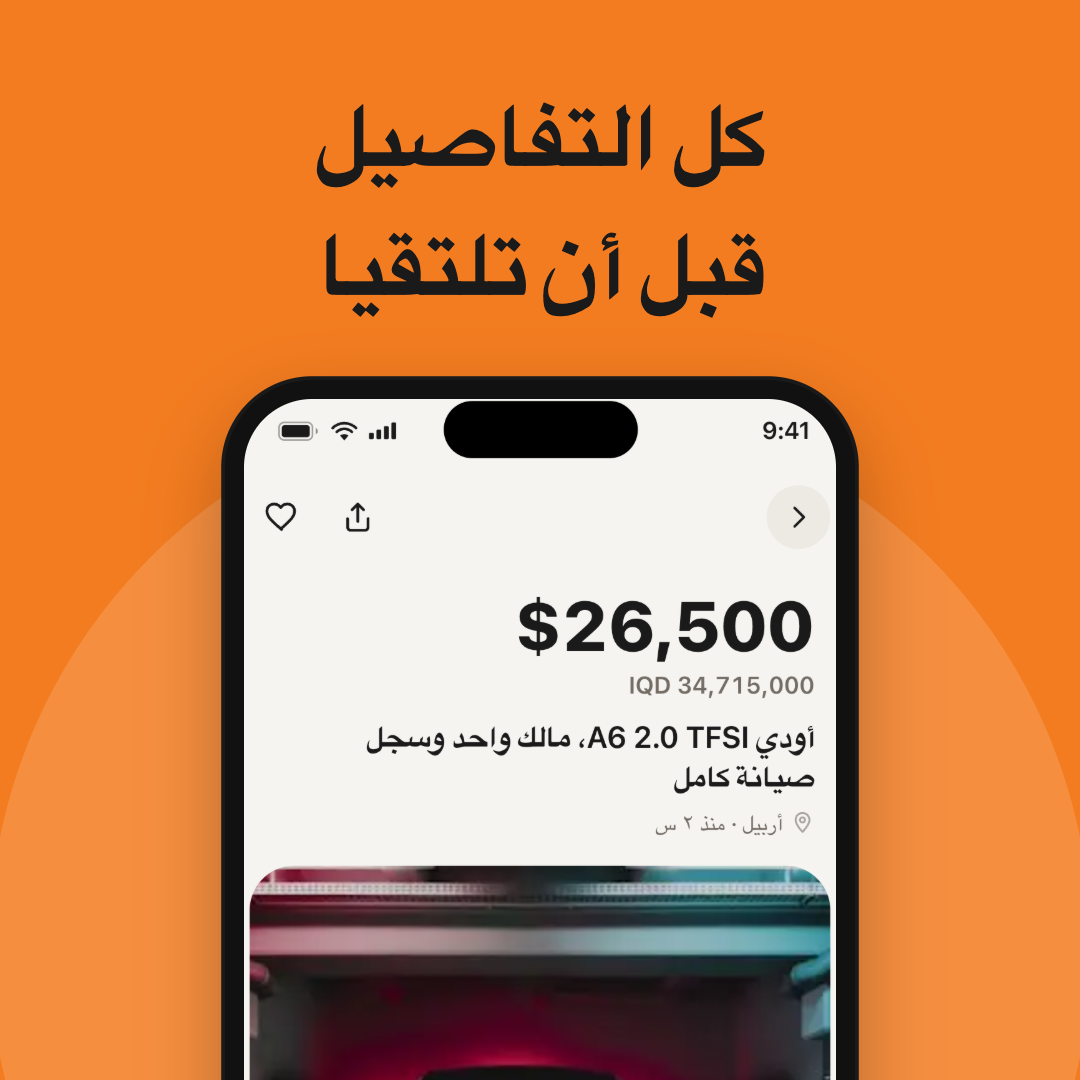 كل التفاصيل
قبل أن تلتقيا
9:41
$26,500
IQD 34,715,000
أودي A6 2.0 TFSI، مالك واحد وسجل
صيانة كامل
أربيل · منذ ٢ س